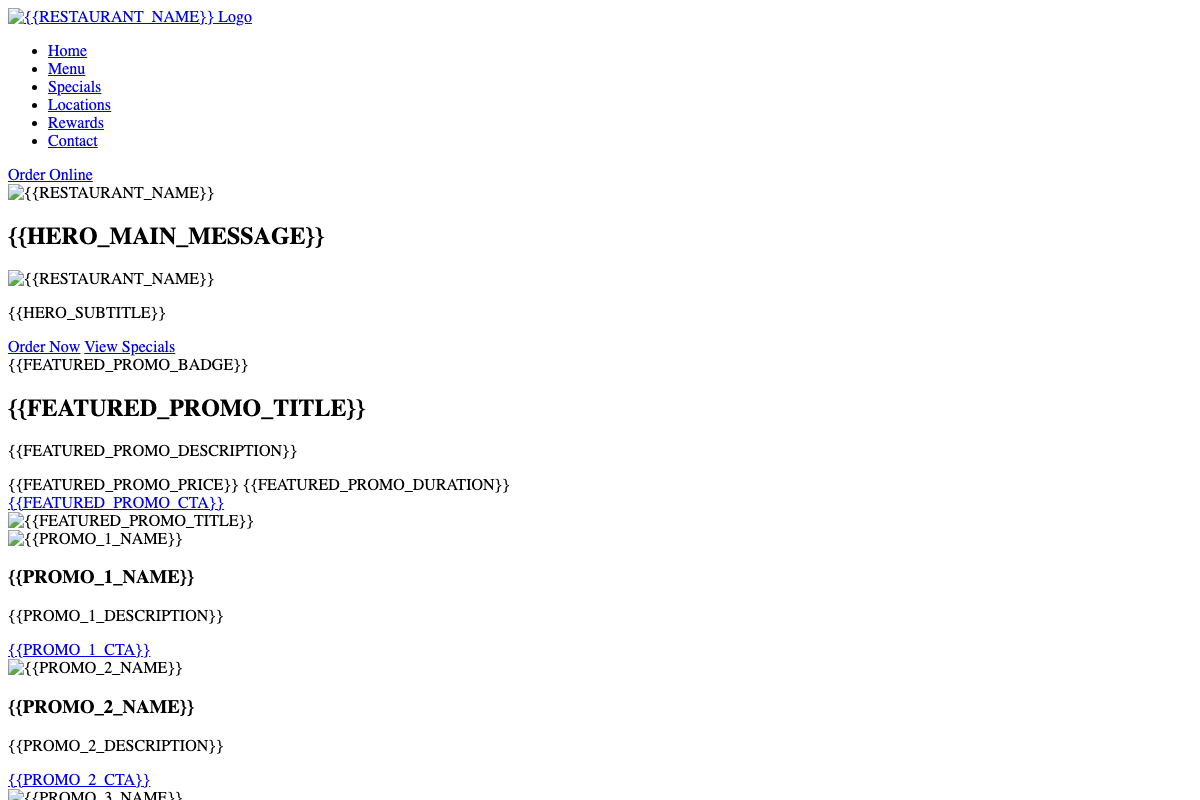 {{RESTAURANT_NAME}} Logo
Home
Menu
Specials
Locations
Rewards
Contact
Order Online
{{RESTAURANT_NAME}}
{{HERO_MAIN_MESSAGE}}
{{RESTAURANT_NAME}}
{{HERO_SUBTITLE}}
Order Now View Specials
{{FEATURED_PROMO_BADGE}}
{{FEATURED_PROMO_TITLE}}
{{FEATURED_PROMO_DESCRIPTION}}
{{FEATURED_PROMO_PRICE}} {{FEATURED_PROMO_DURATION}}
{{FEATURED_PROMO_CTA}}
{{FEATURED_PROMO_TITLE}}
{{PROMO_1_NAME}}
{{PROMO_1_NAME}}
{{PROMO_1_DESCRIPTION}}
{{PROMO_1_CTA}}
{{PROMO_2_NAME}}
{{PROMO_2_NAME}}
{{PROMO_2_DESCRIPTION}}
{{PROMO_2_CTA}}
{{PROMO_3_NAME}}